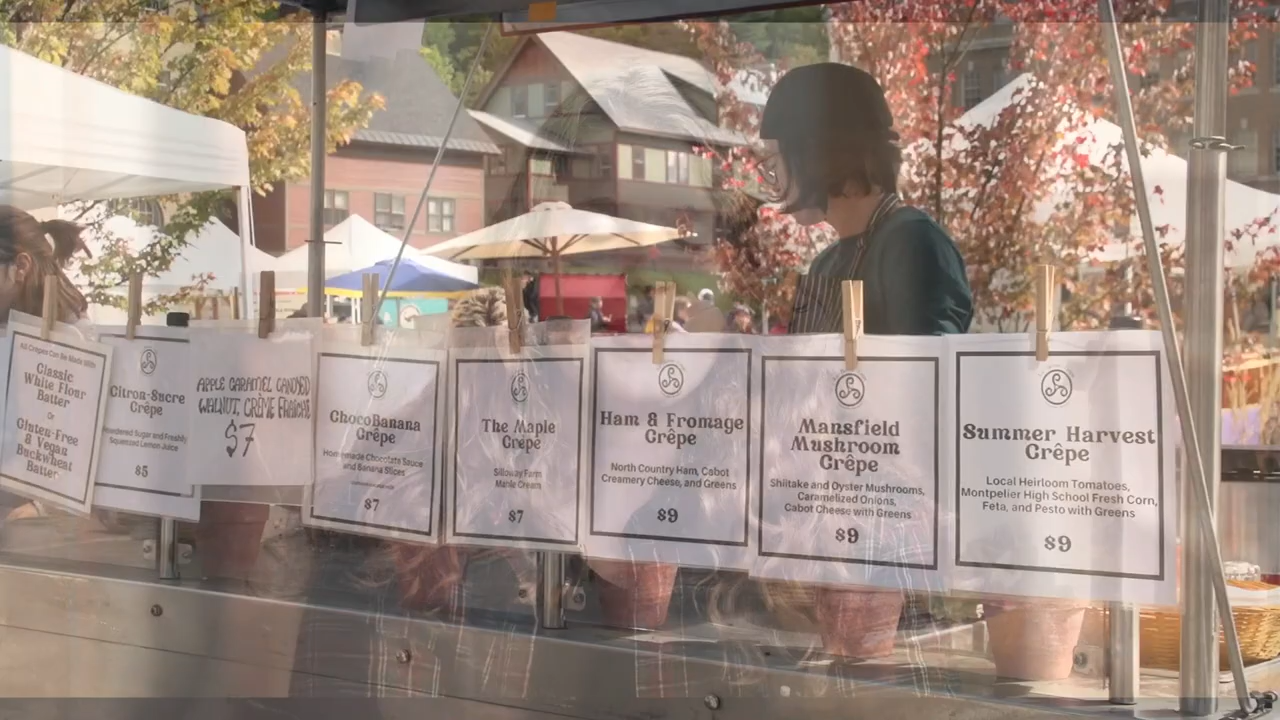 All Crepes Can Be Made With
Classic
White Flour
Batter
Or
Gluten-Free
& Vegan
Buckwheat
Batter
Citron-Sucre
Crêpe
Powdered Sugar and Freshly
Squeezed Lemon Juice
$5
APPLE CARAMEL CANDIED
WALNUT, CRÈME FRAÎCHE
$7
ChocoBanana
Crêpe
Homemade Chocolate Sauce
and Banana Slices
$7
The Maple
Crêpe
Silloway Farm
Maple Cream
$7
Ham & Fromage
Crêpe
North Country Ham, Cabot
Creamery Cheese, and Greens
$9
Mansfield
Mushroom
Crêpe
Shiitake and Oyster Mushrooms,
Caramelized Onions,
Cabot Cheese with Greens
$9
Summer Harvest
Crêpe
Local Heirloom Tomatoes,
Montpelier High School Fresh Corn,
Feta, and Pesto with Greens
$9